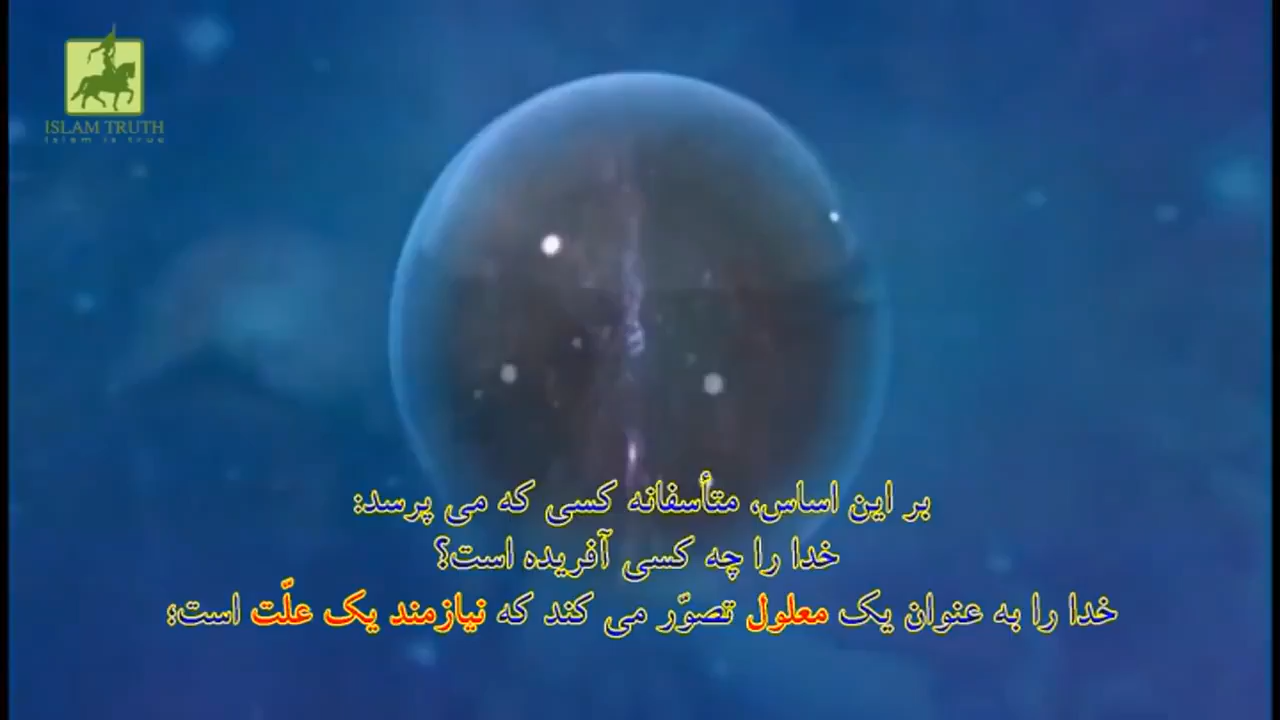 ISLAM TRUTH
islam is true
بر این اساس، متأسفانه کسی که می پرسد:
خدا را چه کسی آفریده است؟
خدا را به عنوان یک معلول تصوّر می کند که نیازمند یک علّت است؛